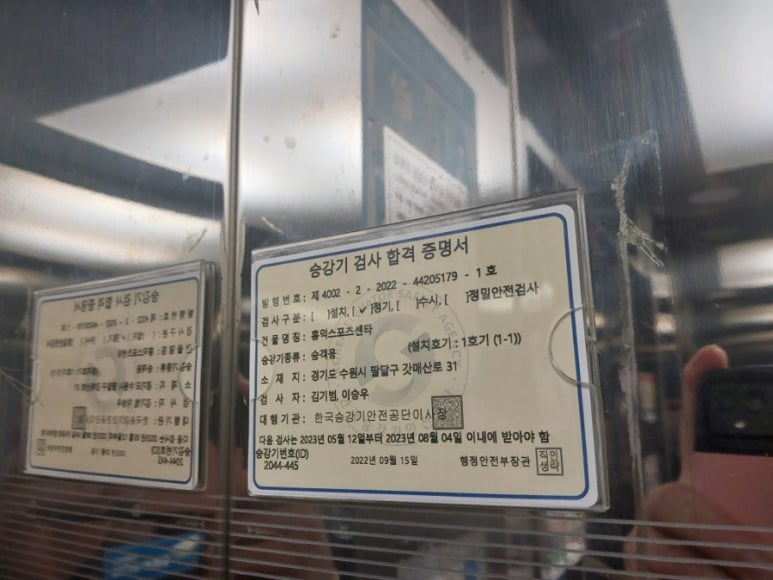 승강기 검사 합격 증명서
발 행 번 호 : 제 4002 - 2 - 2022 - 44205179 - 1 호
검 사 구 분 : [ ]설치, [✓]정기, [ ]수시, [ ]정밀안전검사
건 물 명 칭 : 홍익스포츠센타
승강기종류 : 승객용 (설치호기 : 1호기 (1-1))
소 재 지 : 경기도 수원시 팔달구 갓매산로 31
검 사 자 : 김기범, 이승우
대 행 기 관 : 한국승강기안전공단이사장
다음 검사는 2023년 05월 12일부터 2023년 08월 04일 이내에 받아야 함
승강기번호(ID)
2044-445 2022년 09월 15일 행정안전부장관 직인생략